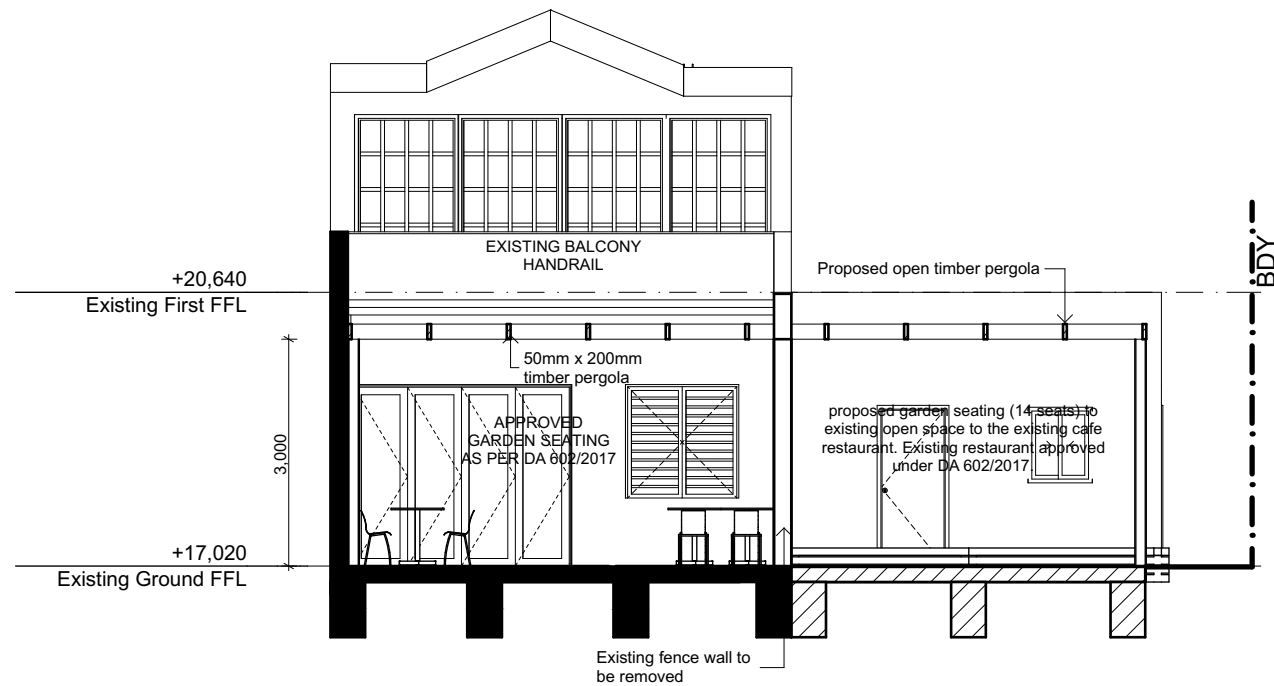 EXISTING BALCONY
HANDRAIL
+20,640
Existing First FFL
Proposed open timber pergola
BDY
50mm x 200mm
timber pergola
3,000
APPROVED
GARDEN SEATING
AS PER DA 602/2017
proposed garden seating (14 seats) to
existing open space to the existing cafe
restaurant. Existing restaurant approved
under DA 602/2017.
+17,020
Existing Ground FFL
Existing fence wall to
be removed